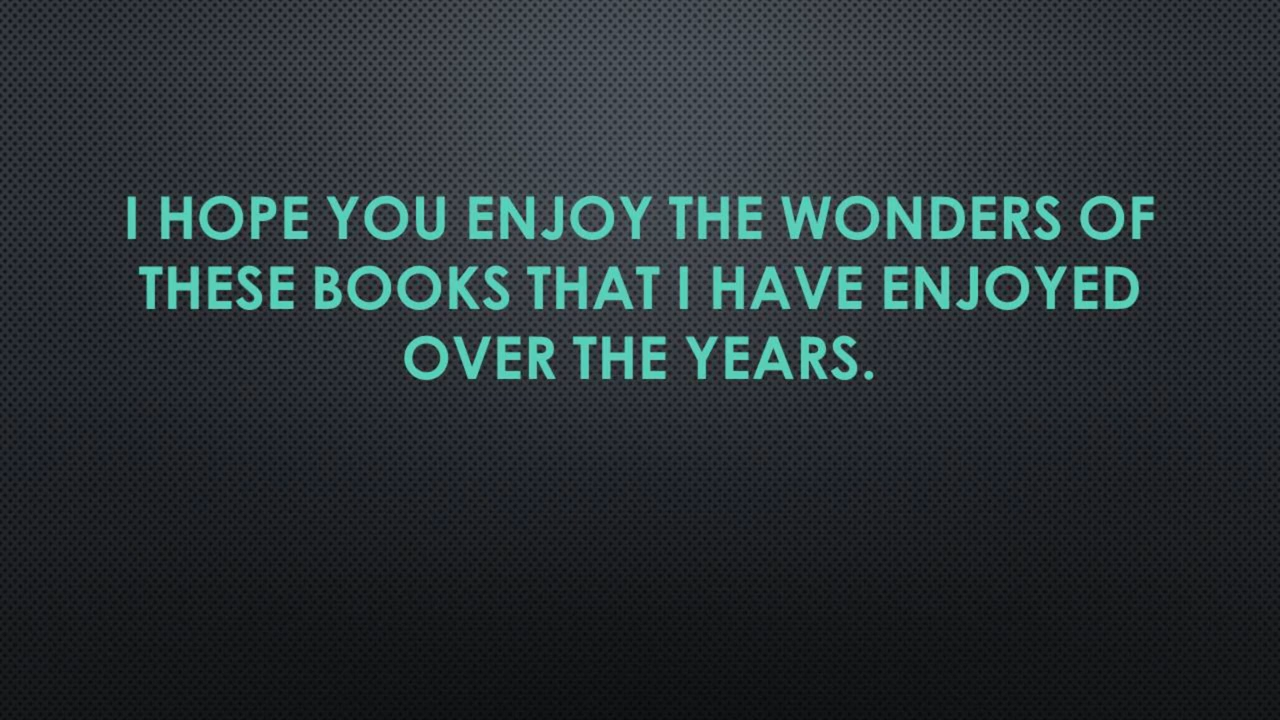 I HOPE YOU ENJOY THE WONDERS OF
THESE BOOKS THAT I HAVE ENJOYED
OVER THE YEARS.